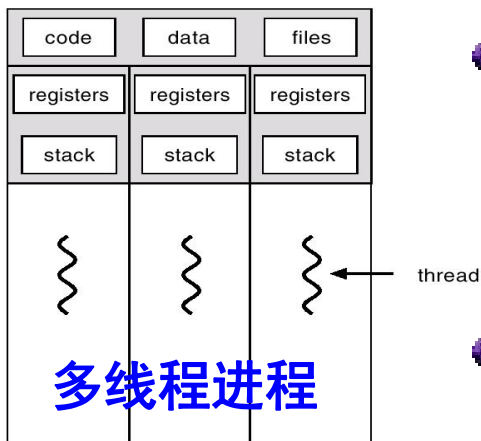 code data files
registers registers registers
stack stack stack
thread
多线程进程